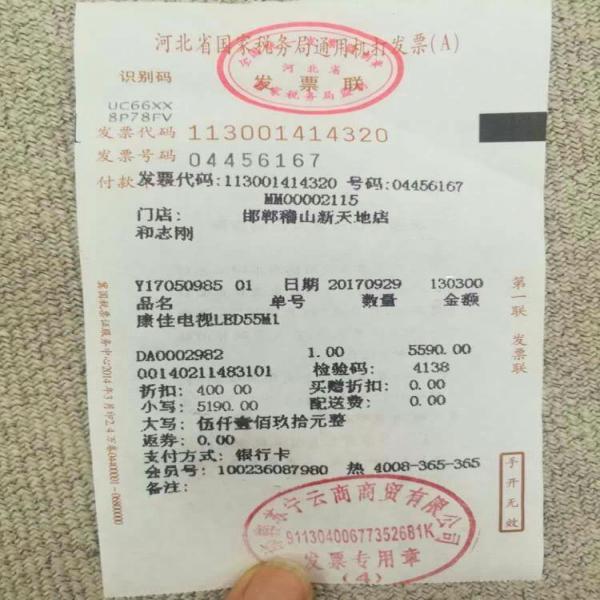 河北省国家税务局通用机打发票(A)
河北省
识别码
发票联
UC66XX
8P78FV
发票代码 113001414320
发票号码 04456167
付款 发票代码:113001414320 号码:04456167
MM00002115
门店: 邯郸稽山新天地店
和志刚
Y17050985 01 日期 20170929 130300
品名 单号 数量 金额
康佳电视LED55M1
DA0002982 1.00 5590.00
00140211483101 检验码: 4138
折扣: 400.00 买赠折扣: 0.00
小写: 5190.00 配送费: 0.00
大写: 伍仟壹佰玖拾元整
返券: 0.00
支付方式: 银行卡
会员号: 100236087980 热 4008-365-365
备注:
第一联 发票联
手开无效
苏宁云商商贸有限公司
91130400677352681K
发票专用章
(4)